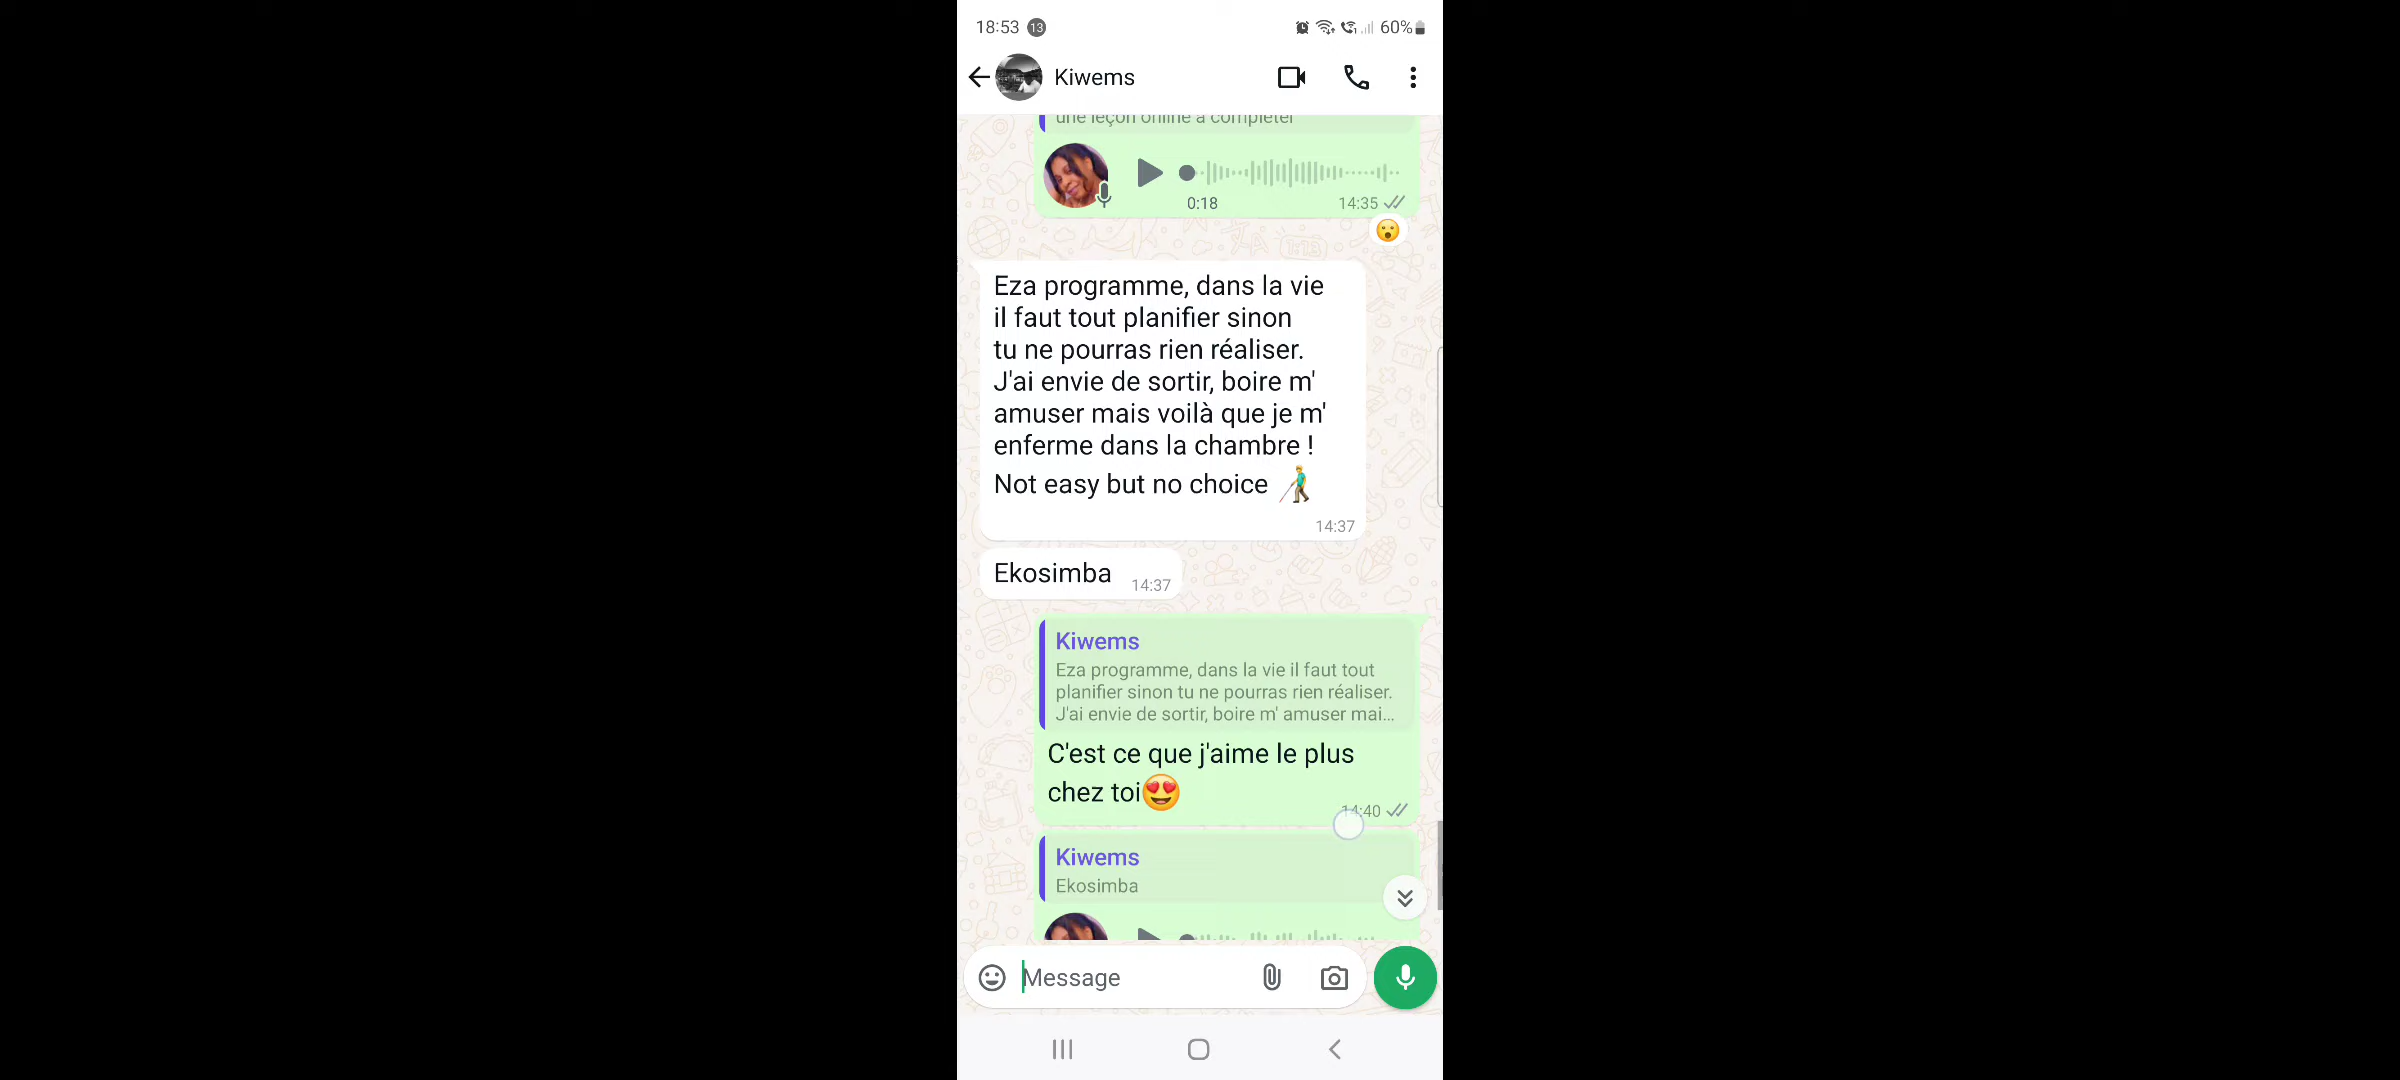 18:53 13 60%
Kiwems
une leçon online à compléter
0:18 14:35
Eza programme, dans la vie
il faut tout planifier sinon
tu ne pourras rien réaliser.
J'ai envie de sortir, boire m'
amuser mais voilà que je m'
enferme dans la chambre !
Not easy but no choice
14:37
Ekosimba 14:37
Kiwems
Eza programme, dans la vie il faut tout
planifier sinon tu ne pourras rien réaliser.
J'ai envie de sortir, boire m' amuser mai...
C'est ce que j'aime le plus
chez toi😍
14:40
Kiwems
Ekosimba
Message